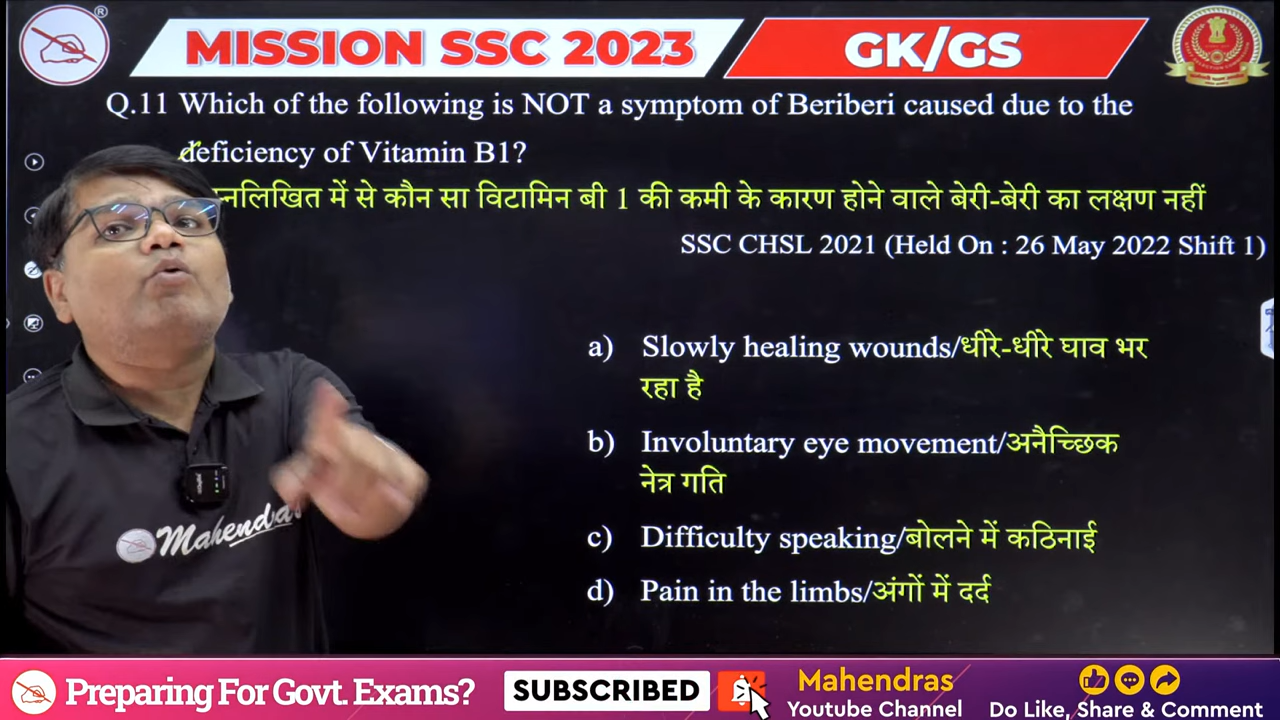 MISSION SSC 2023
GK/GS
Q.11 Which of the following is NOT a symptom of Beriberi caused due to the
deficiency of Vitamin B1?
में से कौन सा विटामिन बी 1 की कमी के कारण होने वाले बेरी-बेरी का लक्षण नहीं
SSC CHSL 2021 (Held On : 26 May 2022 Shift 1)
a) Slowly healing wounds/धीरे-धीरे घाव भर
रहा है
b) Involuntary eye movement/अनैच्छिक
नेत्र गति
c) Difficulty speaking/बोलने में कठिनाई
d) Pain in the limbs/अंगों में दर्द
Preparing For Govt. Exams?
SUBSCRIBED
Mahendras
Youtube Channel
Do Like, Share & Comment